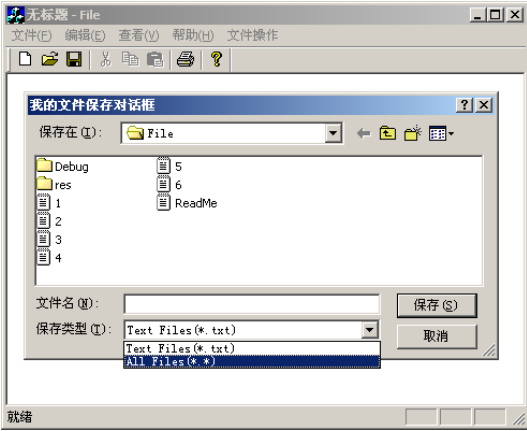 无标题 - File
文件(F) 编辑(E) 查看(V) 帮助(H) 文件操作
我的文件保存对话框
保存在(I): File
Debug 5
res 6
1 ReadMe
2
3
4
文件名(N): 保存(S)
保存类型(T): Text Files(*.txt) 取消
Text Files(*.txt)
All Files(*.*)
就绪